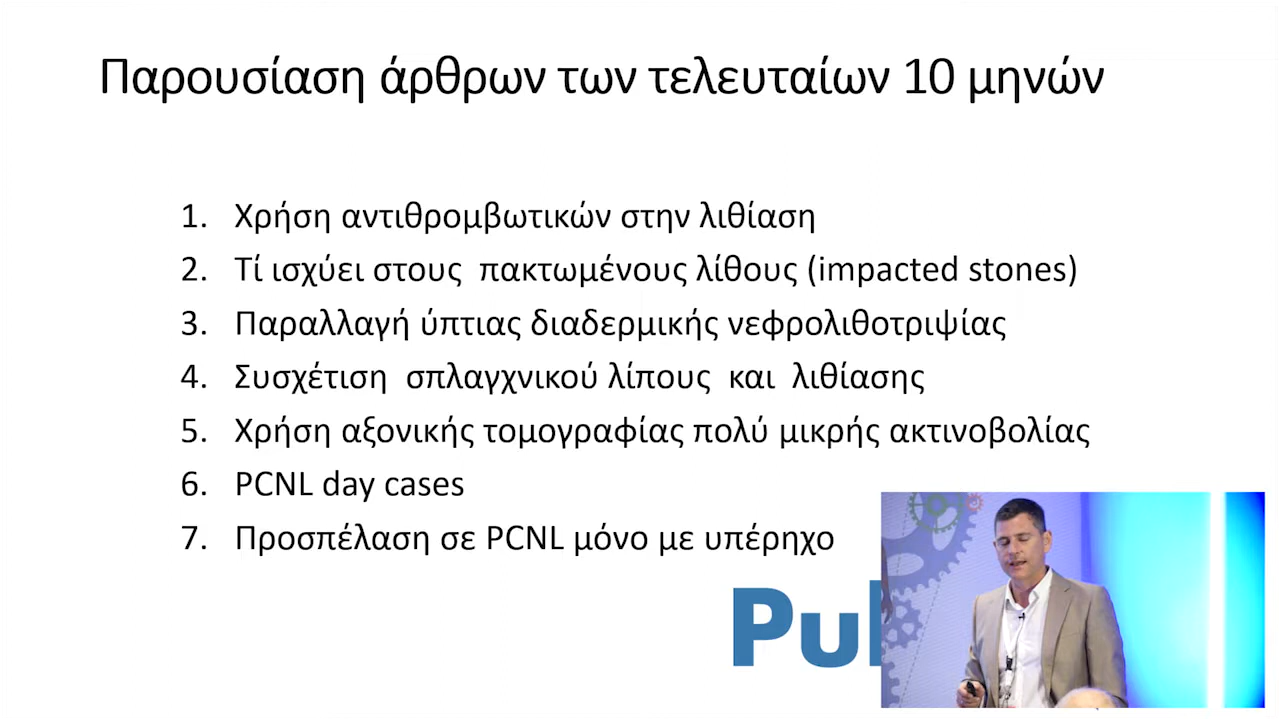 Παρουσίαση άρθρων των τελευταίων 10 μηνών
1. Χρήση αντιθρομβωτικών στην λιθίαση
2. Τί ισχύει στους πακτωμένους λίθους (impacted stones)
3. Παραλλαγή ύπτιας διαδερμικής νεφρολιθοτριψίας
4. Συσχέτιση σπλαγχνικού λίπους και λιθίασης
5. Χρήση αξονικής τομογραφίας πολύ μικρής ακτινοβολίας
6. PCNL day cases
7. Προσπέλαση σε PCNL μόνο με υπέρηχο